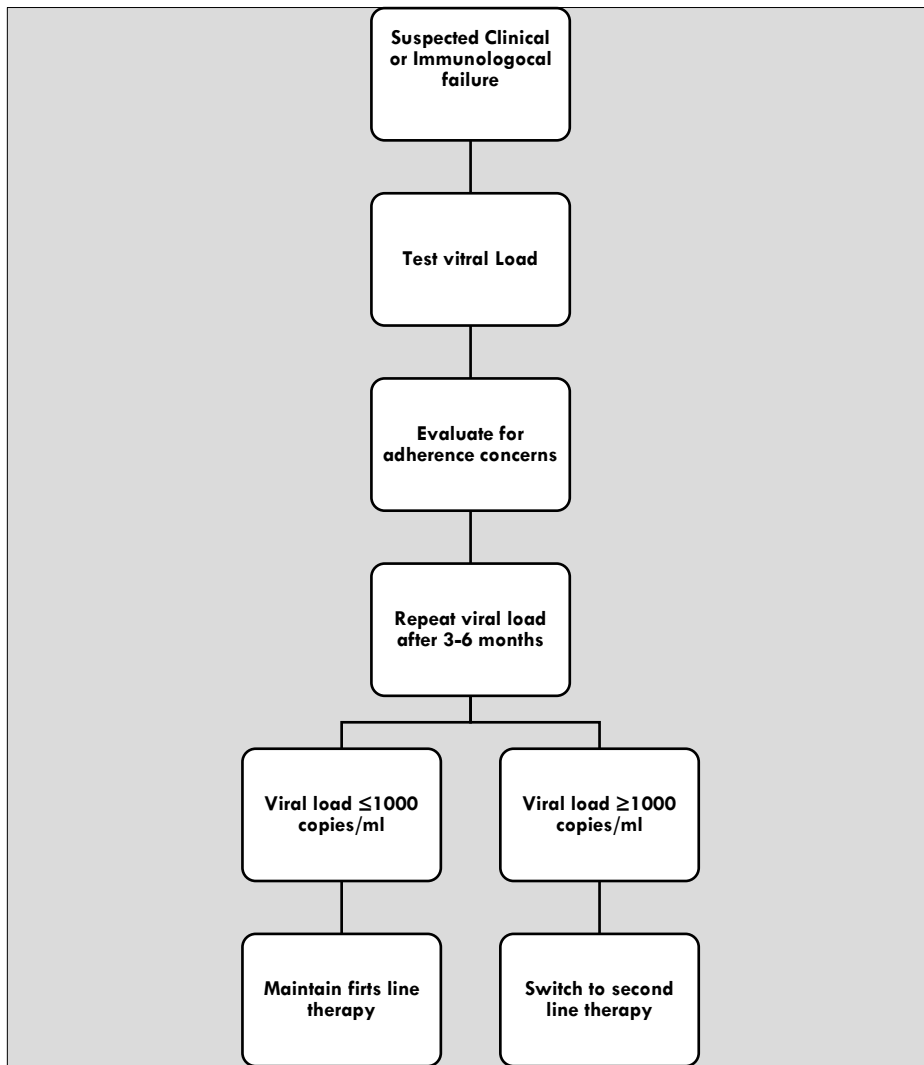 Suspected Clinical
or Immunologocal
failure
Test vitral Load
Evaluate for
adherence concerns
Repeat viral load
after 3-6 months
Viral load ≤1000
copies/ml
Viral load ≥1000
copies/ml
Maintain firts line
therapy
Switch to second
line therapy